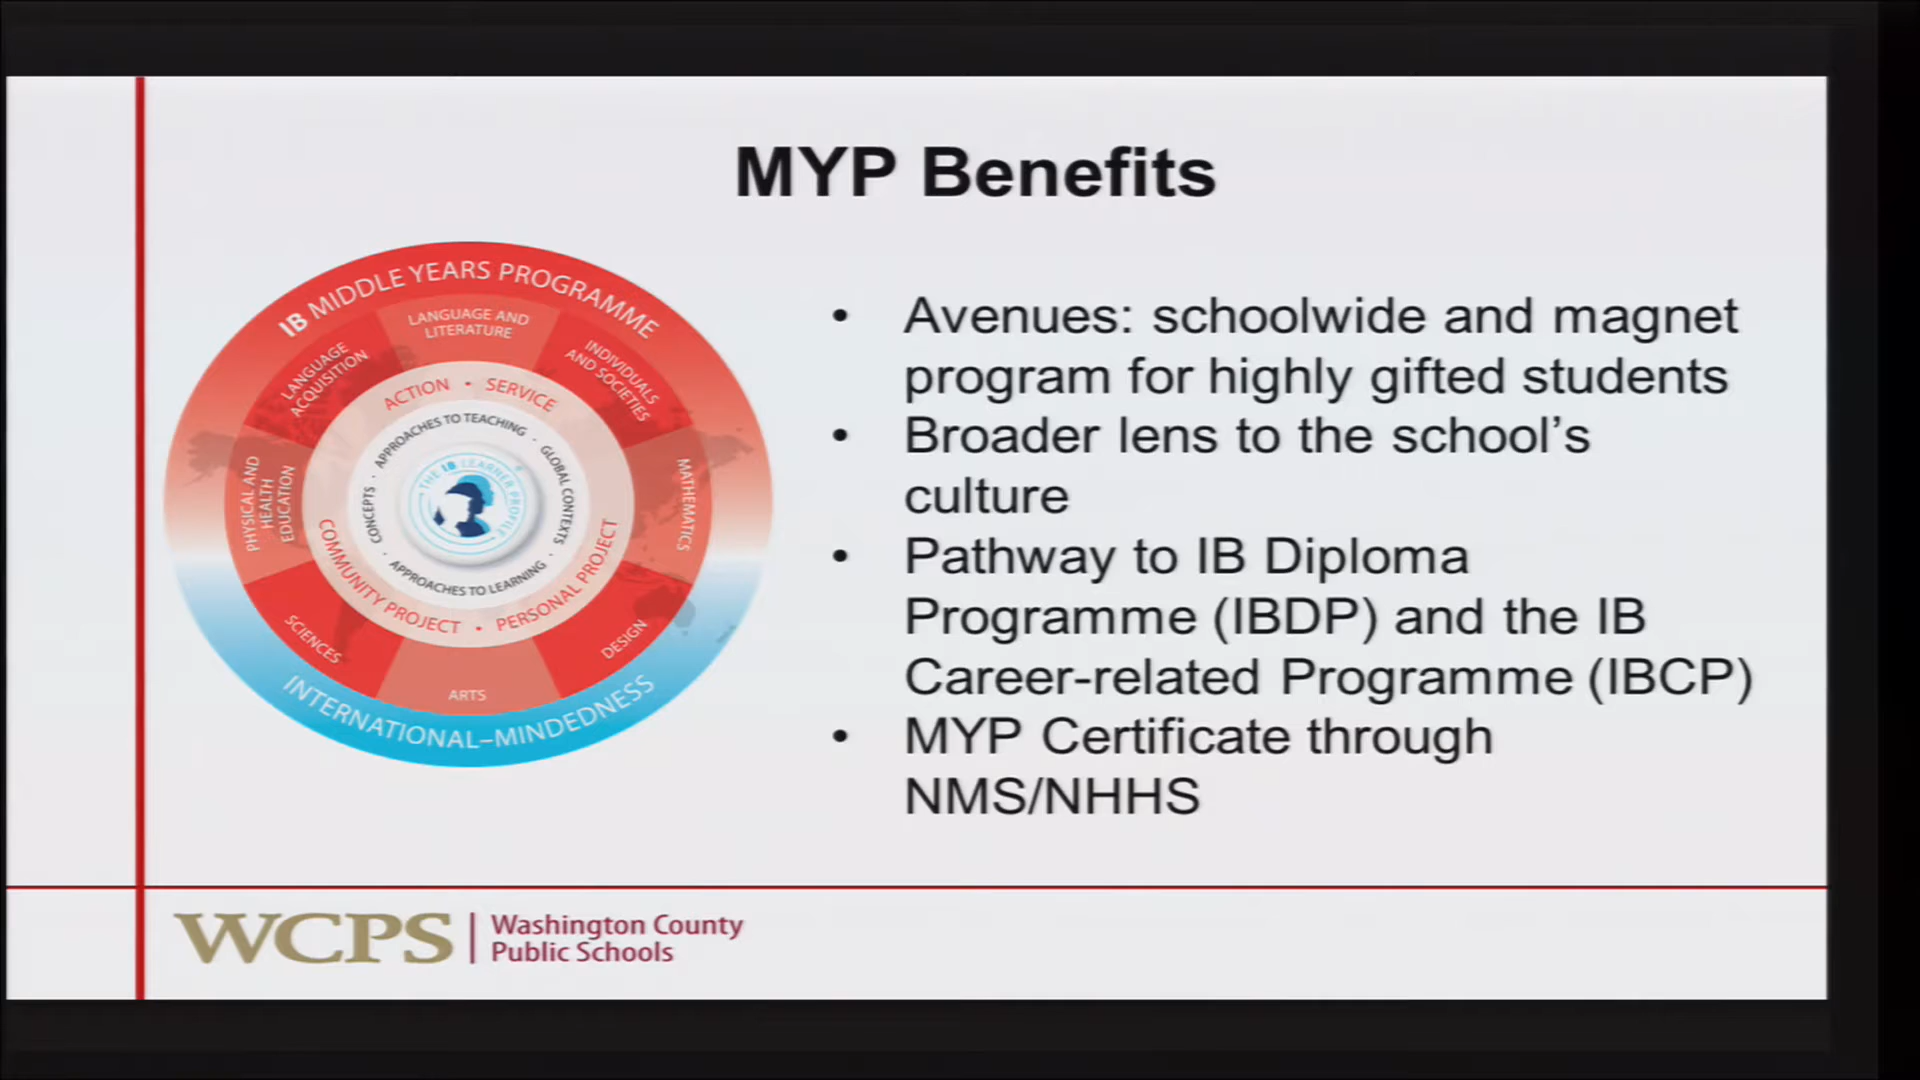 MYP Benefits
IB MIDDLE YEARS PROGRAMME
LANGUAGE AND
LITERATURE
LANGUAGE
ACQUISITION
INDIVIDUALS
AND SOCIETIES
PHYSICAL AND
HEALTH
EDUCATION
MATHEMATICS
SCIENCES
DESIGN
ARTS
ACTION • SERVICE
COMMUNITY PROJECT • PERSONAL PROJECT
APPROACHES TO TEACHING · GLOBAL CONTEXTS · APPROACHES TO LEARNING · CONCEPTS ·
THE IB LEARNER PROFILE
INTERNATIONAL–MINDEDNESS
• Avenues: schoolwide and magnet
program for highly gifted students
• Broader lens to the school’s
culture
• Pathway to IB Diploma
Programme (IBDP) and the IB
Career-related Programme (IBCP)
• MYP Certificate through
NMS/NHHS
WCPS
Washington County
Public Schools